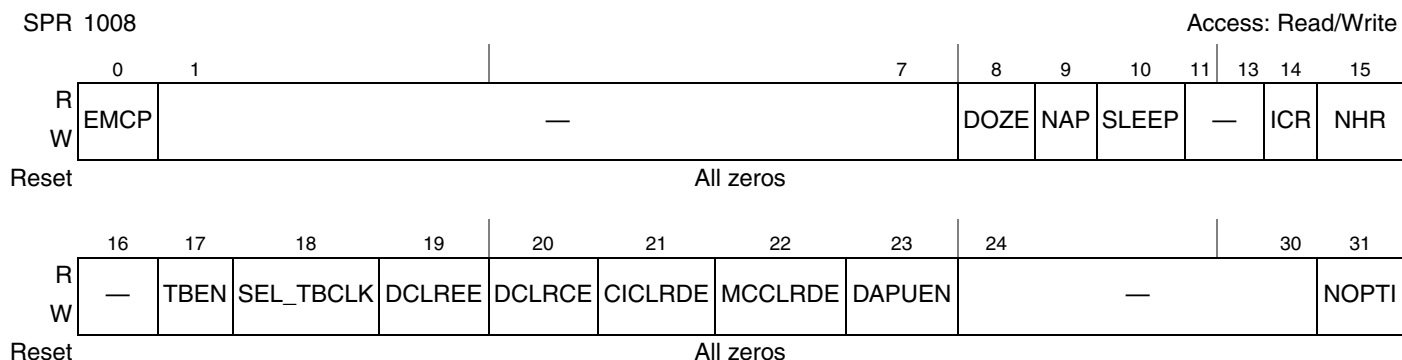 SPR 1008 Access: Read/Write
0 1 7 8 9 10 11 13 14 15
R
W
EMCP — DOZE NAP SLEEP — ICR NHR
Reset All zeros
16 17 18 19 20 21 22 23 24 30 31
R
W
— TBEN SEL_TBCLK DCLREE DCLRCE CICLRDE MCCLRDE DAPUEN — NOPTI
Reset All zeros